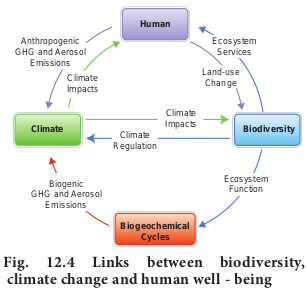 Human
Anthropogenic
GHG and Aerosol
Emissions
Ecosystem
Services
Climate
Impacts
Land-use
Change
Climate
Climate
Impacts
Climate
Regulation
Biodiversity
Biogenic
GHG and Aerosol
Emissions
Ecosystem
Function
Biogeochemical
Cycles
Fig. 12.4 Links between biodiversity,
climate change and human well - being